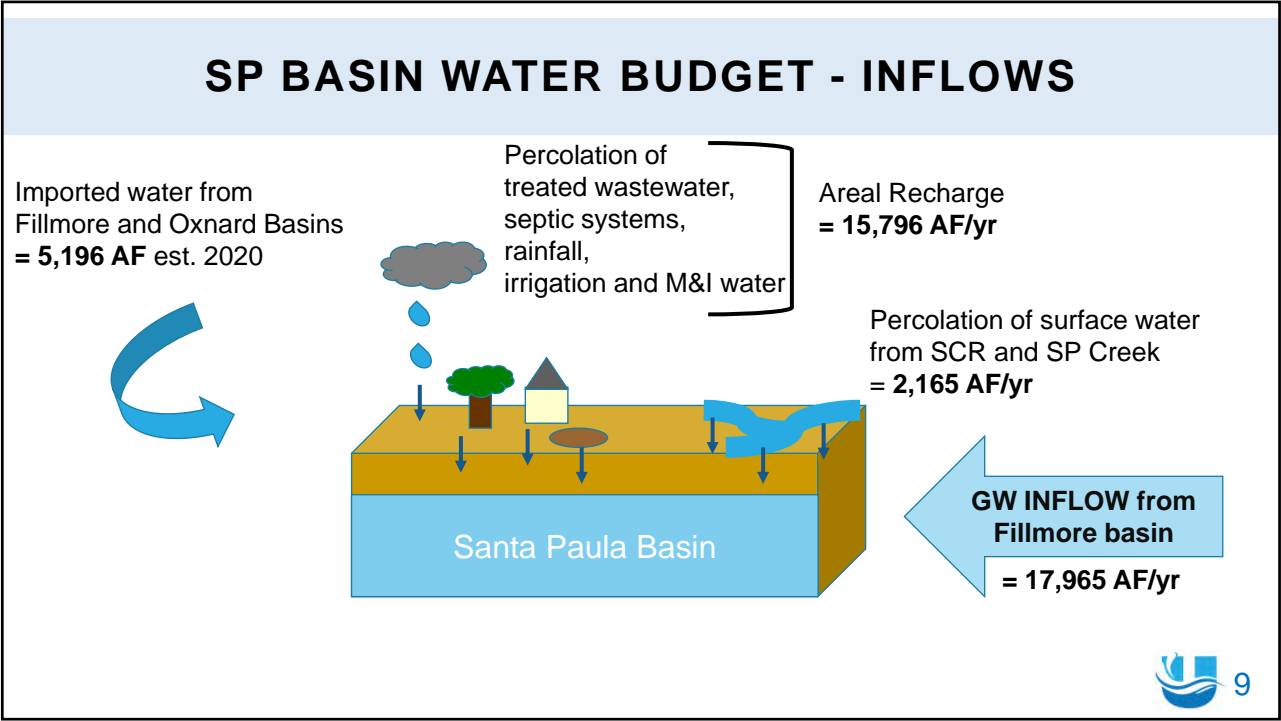 SP BASIN WATER BUDGET - INFLOWS
Imported water from
Fillmore and Oxnard Basins
= 5,196 AF est. 2020
Percolation of
treated wastewater,
septic systems,
rainfall,
irrigation and M&I water
Areal Recharge
= 15,796 AF/yr
Percolation of surface water
from SCR and SP Creek
= 2,165 AF/yr
GW INFLOW from
Fillmore basin
= 17,965 AF/yr
Santa Paula Basin
9